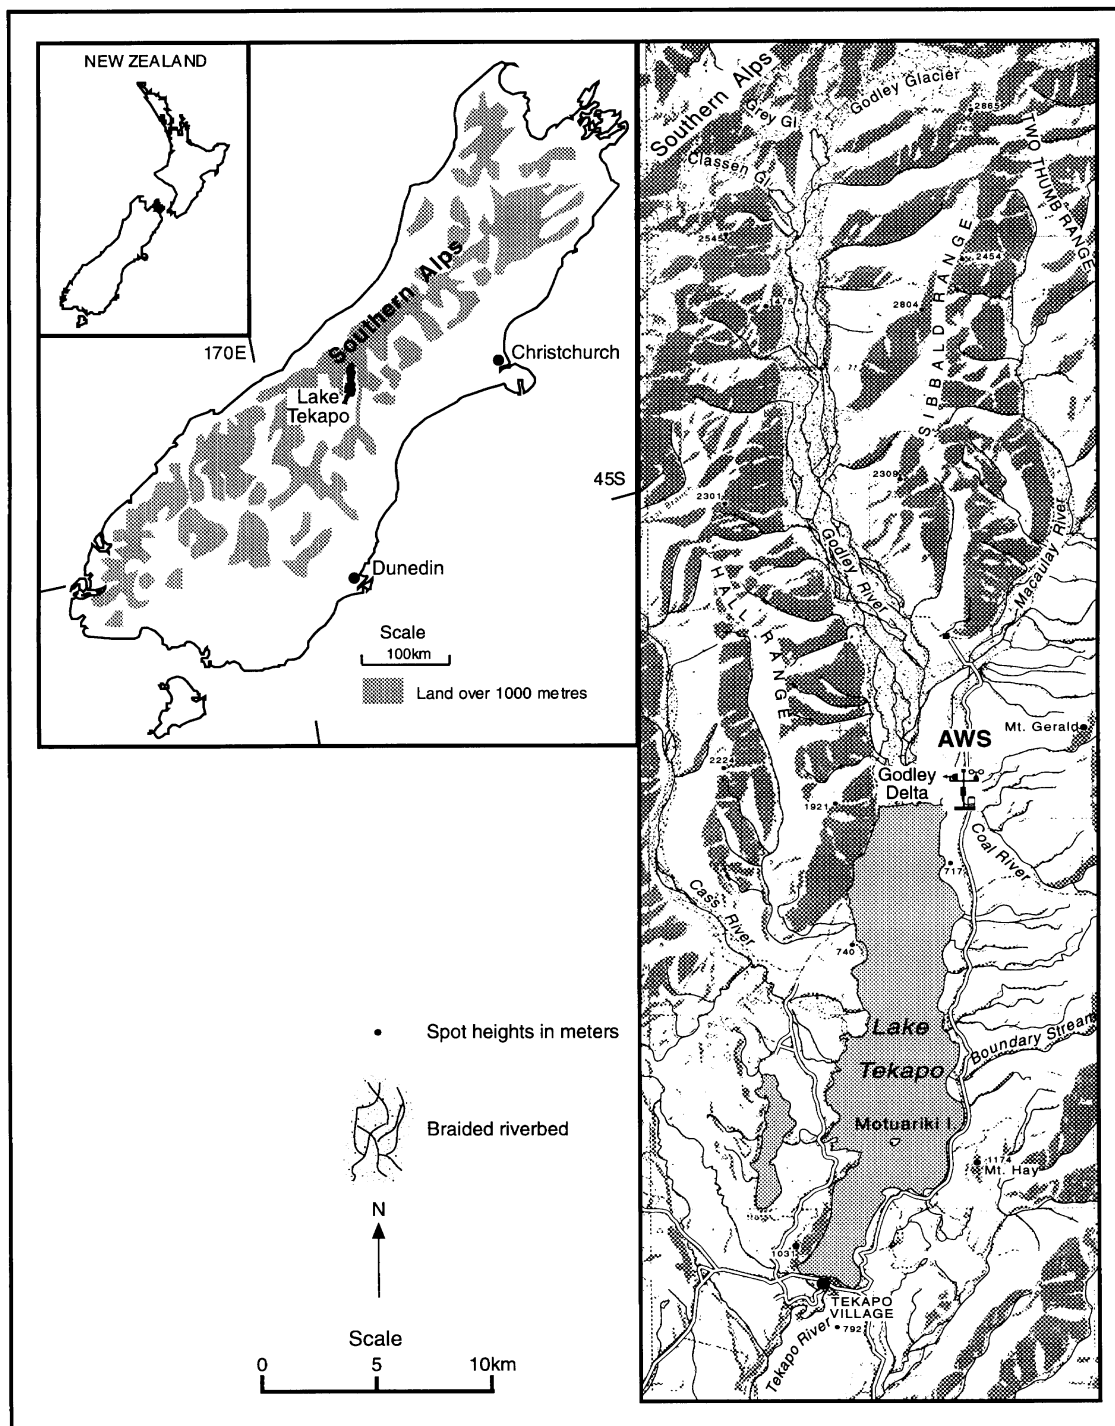 NEW ZEALAND
170E
Southern Alps
Lake
Tekapo
Christchurch
45S
Dunedin
Scale
100km
Land over 1000 metres
Spot heights in meters
Braided riverbed
N
Scale
0 5 10km
Southern Alps
Grey Gl
Godley Glacier
2865
Classen Gl
TWO THUMB RANGE
2545
SIBBALD RANGE
2454
1475
2804
2309
2301
Godley River
Macaulay River
HALL RANGE
Mt. Gerald
AWS
Godley
Delta
1921
Coal River
717
Cass River
740
Lake
Tekapo
Boundary Stream
Motuariki I.
1174
Mt. Hay
1031
TEKAPO
VILLAGE
792
Tekapo River